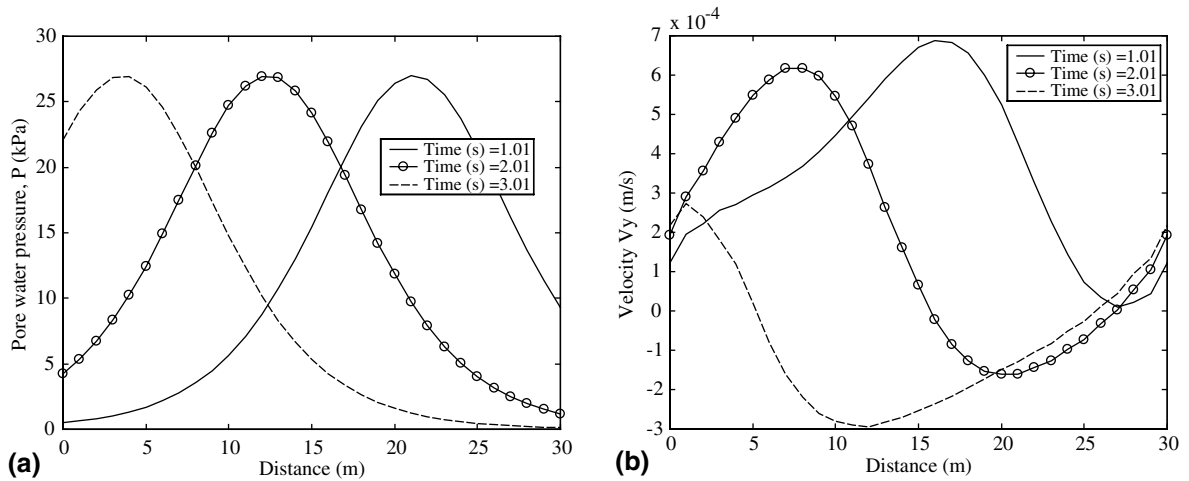 30
25
20
15
10
5
0
Pore water pressure, P (kPa)
Time (s) =1.01
Time (s) =2.01
Time (s) =3.01
0 5 10 15 20 25 30
Distance (m)
(a)
x 10-4
7
6
5
4
3
2
1
0
-1
-2
-3
Velocity Vy (m/s)
Time (s) =1.01
Time (s) =2.01
Time (s) =3.01
0 5 10 15 20 25 30
Distance (m)
(b)